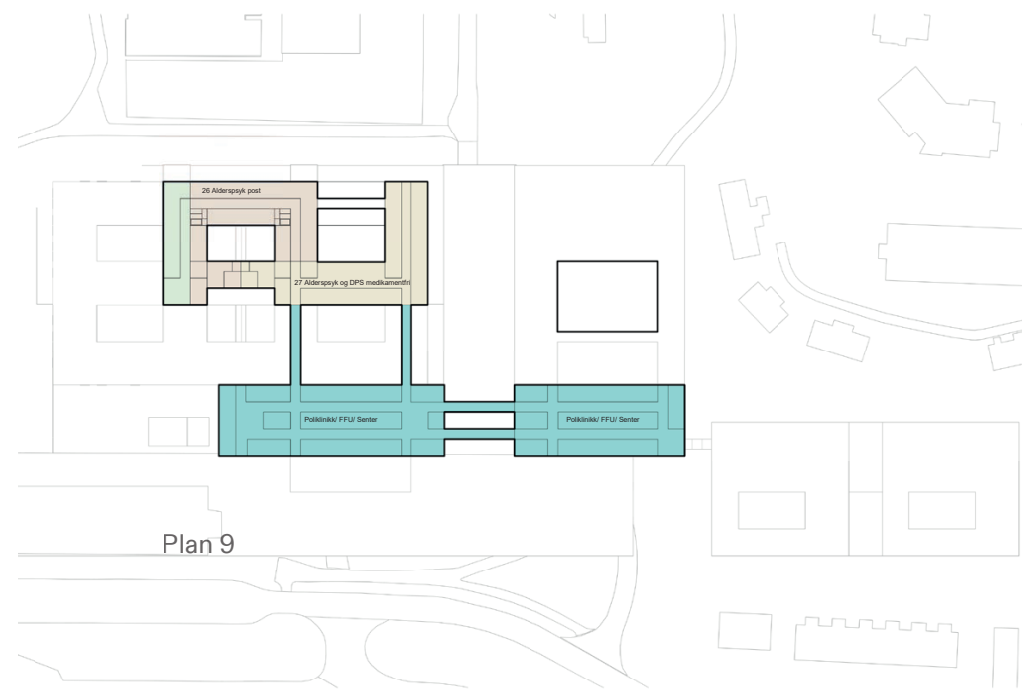 26 Alderspsyk post
27 Alderspsyk og DPS medikamentfri
Poliklinikk/ FFU/ Senter
Poliklinikk/ FFU/ Senter
Plan 9